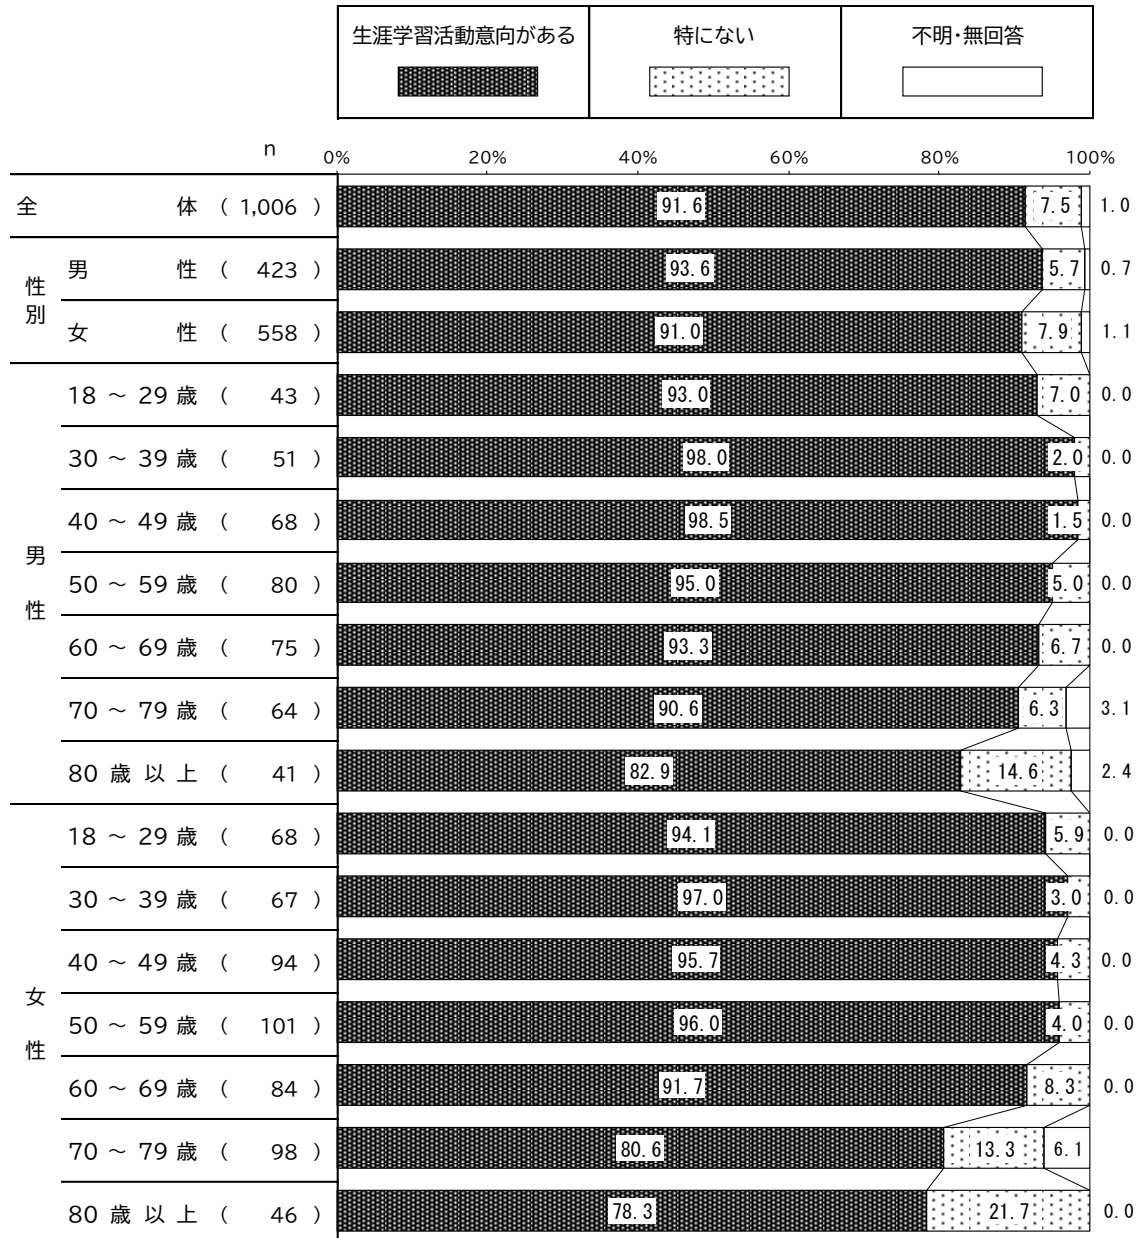 生涯学習活動意向がある 特にない 不明・無回答
n 0% 20% 40% 60% 80% 100%
全体 ( 1,006 ) 91.6 7.5 1.0
性別
男性 ( 423 ) 93.6 5.7 0.7
女性 ( 558 ) 91.0 7.9 1.1
男性
18 ～ 29 歳 ( 43 ) 93.0 7.0 0.0
30 ～ 39 歳 ( 51 ) 98.0 2.0 0.0
40 ～ 49 歳 ( 68 ) 98.5 1.5 0.0
50 ～ 59 歳 ( 80 ) 95.0 5.0 0.0
60 ～ 69 歳 ( 75 ) 93.3 6.7 0.0
70 ～ 79 歳 ( 64 ) 90.6 6.3 3.1
80 歳 以 上 ( 41 ) 82.9 14.6 2.4
女性
18 ～ 29 歳 ( 68 ) 94.1 5.9 0.0
30 ～ 39 歳 ( 67 ) 97.0 3.0 0.0
40 ～ 49 歳 ( 94 ) 95.7 4.3 0.0
50 ～ 59 歳 ( 101 ) 96.0 4.0 0.0
60 ～ 69 歳 ( 84 ) 91.7 8.3 0.0
70 ～ 79 歳 ( 98 ) 80.6 13.3 6.1
80 歳 以 上 ( 46 ) 78.3 21.7 0.0